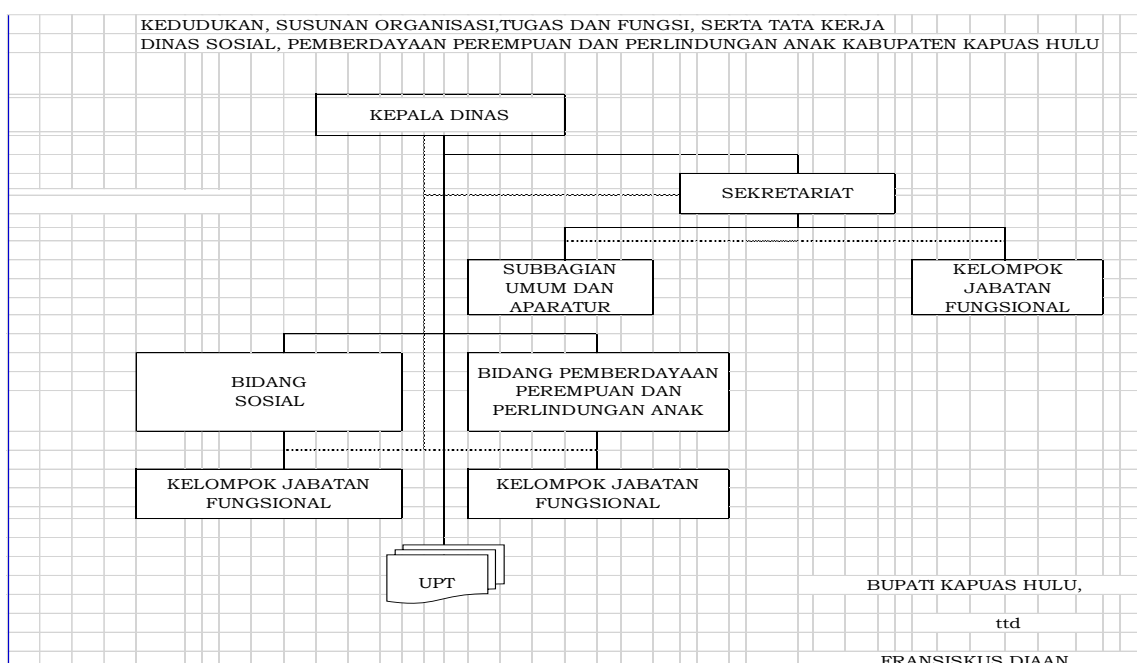 KEDUDUKAN, SUSUNAN ORGANISASI,TUGAS DAN FUNGSI, SERTA TATA KERJA
DINAS SOSIAL, PEMBERDAYAAN PEREMPUAN DAN PERLINDUNGAN ANAK KABUPATEN KAPUAS HULU
KEPALA DINAS
SEKRETARIAT
SUBBAGIAN
UMUM DAN
APARATUR
KELOMPOK
JABATAN
FUNGSIONAL
BIDANG
SOSIAL
BIDANG PEMBERDAYAAN
PEREMPUAN DAN
PERLINDUNGAN ANAK
KELOMPOK JABATAN
FUNGSIONAL
KELOMPOK JABATAN
FUNGSIONAL
UPT
BUPATI KAPUAS HULU,
ttd
FRANSISKUS DIAAN